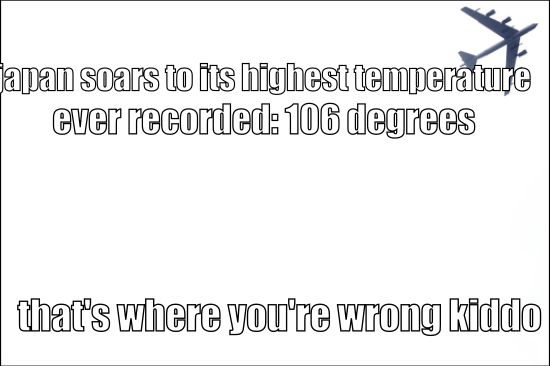 japan soars to its highest temperature
ever recorded: 106 degrees
that's where you're wrong kiddo